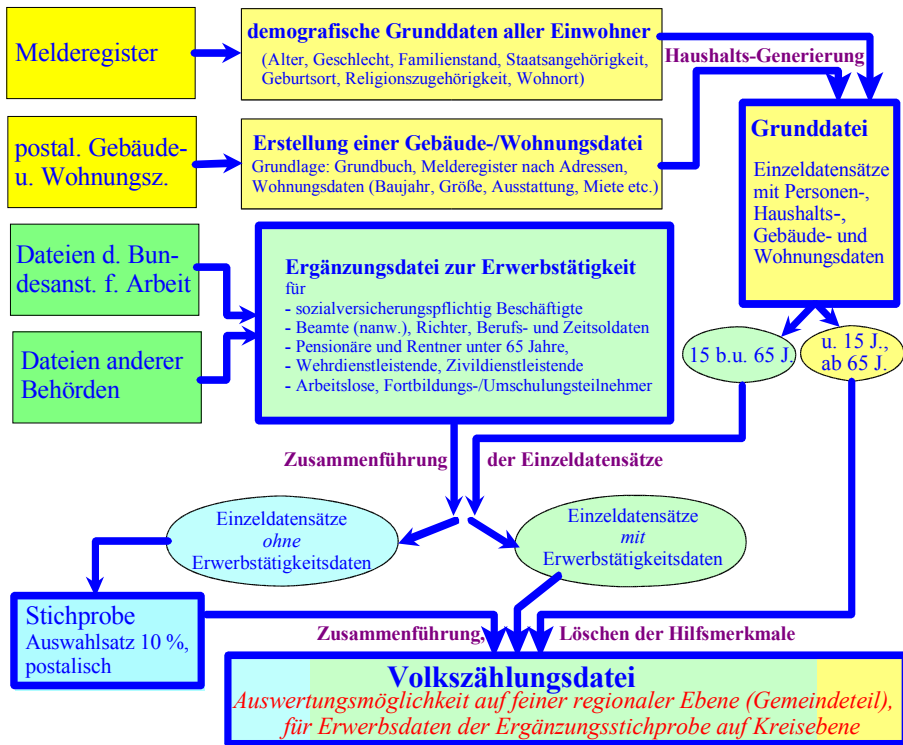 Melderegister
demografische Grunddaten aller Einwohner
(Alter, Geschlecht, Familienstand, Staatsangehörigkeit,
Geburtsort, Religionszugehörigkeit, Wohnort)
Haushalts-Generierung
postal. Gebäude-
u. Wohnungsz.
Erstellung einer Gebäude-/Wohnungsdatei
Grundlage: Grundbuch, Melderegister nach Adressen,
Wohnungsdaten (Baujahr, Größe, Ausstattung, Miete etc.)
Grunddatei
Einzeldatensätze
mit Personen-,
Haushalts-,
Gebäude- und
Wohnungsdaten
Dateien d. Bun-
desanst. f. Arbeit
Dateien anderer
Behörden
Ergänzungsdatei zur Erwerbstätigkeit
für
- sozialversicherungspflichtig Beschäftigte
- Beamte (nanw.), Richter, Berufs- und Zeitsoldaten
- Pensionäre und Rentner unter 65 Jahre,
- Wehrdienstleistende, Zivildienstleistende
- Arbeitslose, Fortbildungs-/Umschulungsteilnehmer
15 b.u. 65 J.
u. 15 J.,
ab 65 J.
Zusammenführung
der Einzeldatensätze
Einzeldatensätze
ohne
Erwerbstätigkeitsdaten
Einzeldatensätze
mit
Erwerbstätigkeitsdaten
Stichprobe
Auswahlsatz 10 %,
postalisch
Zusammenführung,
Löschen der Hilfsmerkmale
Volkszählungsdatei
Auswertungsmöglichkeit auf feiner regionaler Ebene (Gemeindeteil),
für Erwerbsdaten der Ergänzungsstichprobe auf Kreisebene